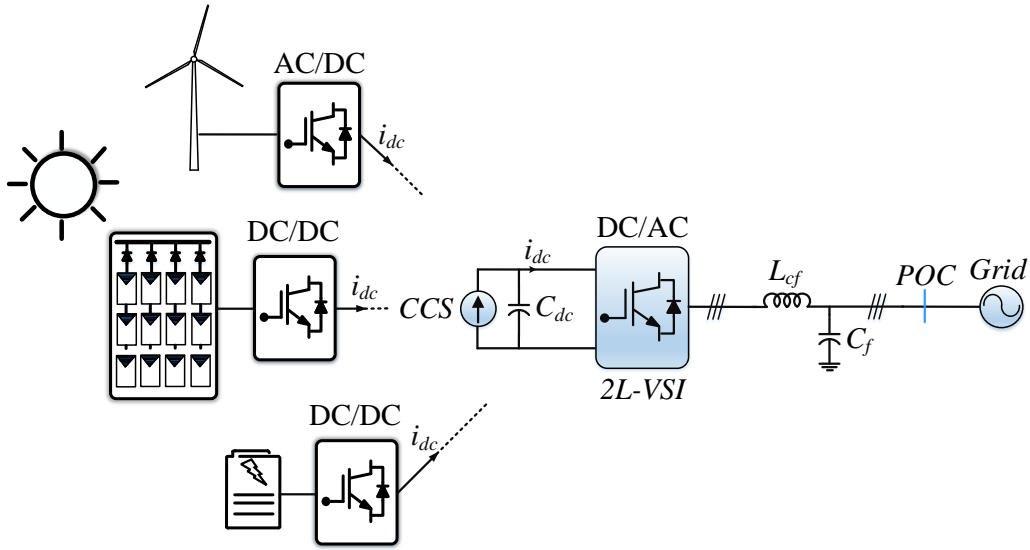 AC/DC
i_dc
DC/DC
i_dc
CCS
i_dc
C_dc
DC/AC
2L-VSI
L_cf
C_f
POC
Grid
DC/DC
i_dc